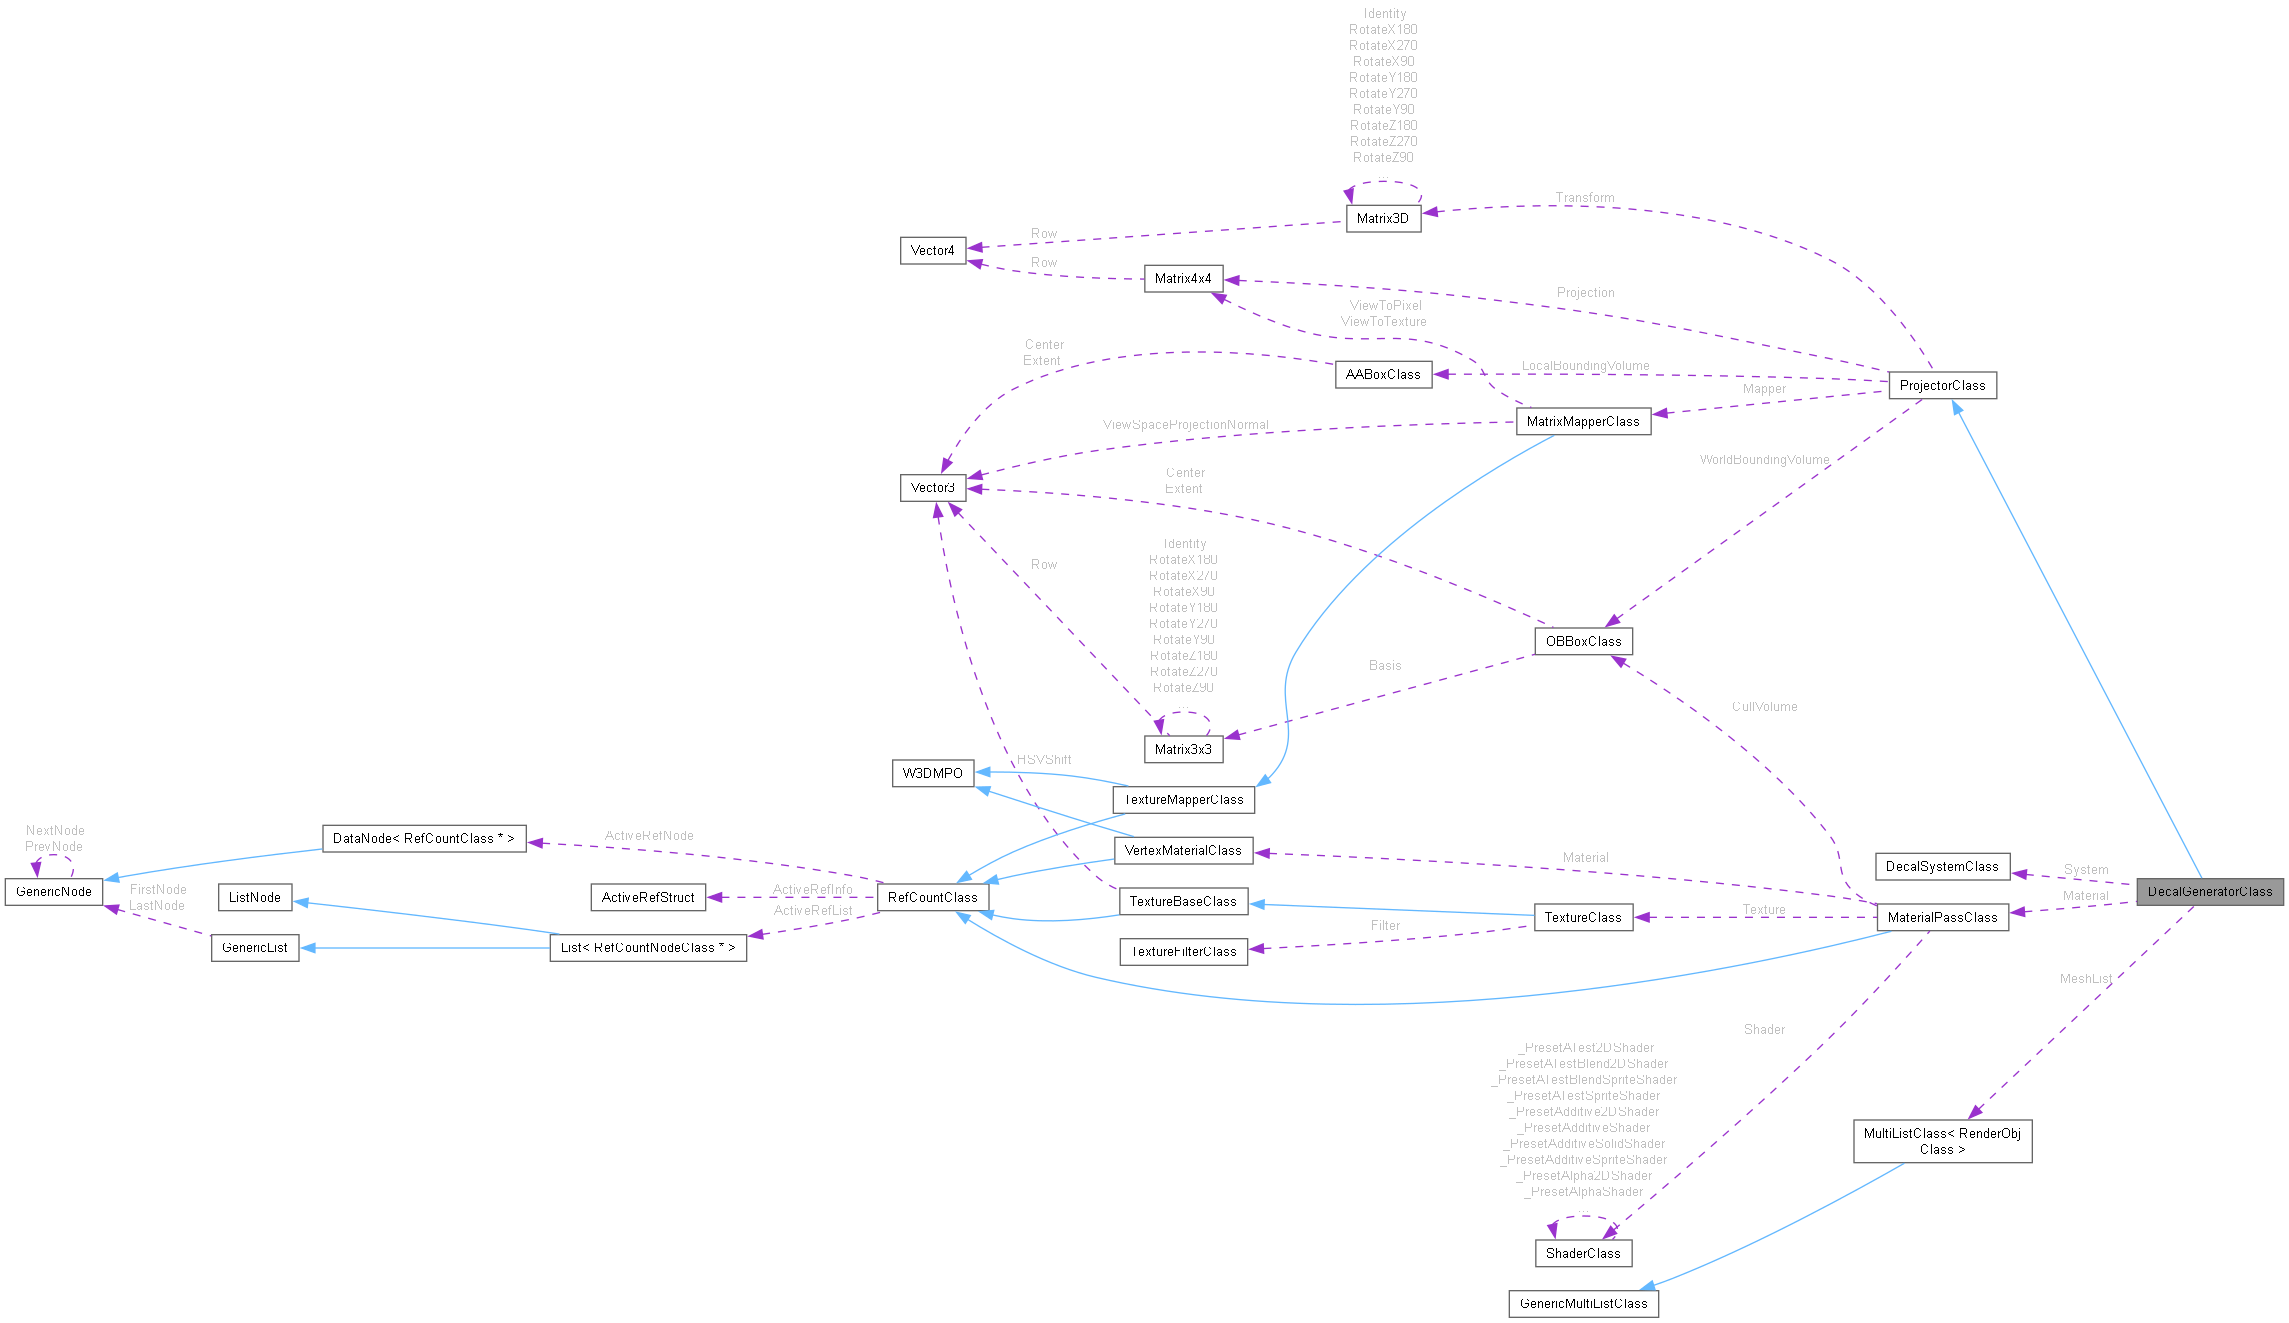 Identity
RotateX180
RotateX270
RotateX90
RotateY180
RotateY270
RotateY90
RotateZ180
RotateZ270
RotateZ90
...
Matrix3D
Transform
Row
Vector4
Row
Matrix4x4
Projection
ViewToPixel
ViewToTexture
Center
Extent
AABoxClass
LocalBoundingVolume
ProjectorClass
Mapper
MatrixMapperClass
ViewSpaceProjectionNormal
WorldBoundingVolume
Vector3
Center
Extent
Identity
RotateX180
RotateX270
RotateX90
RotateY180
RotateY270
RotateY90
RotateZ180
RotateZ270
RotateZ90
...
Row
OBBoxClass
Basis
CullVolume
Matrix3x3
HSVShift
W3DMPO
TextureMapperClass
NextNode
PrevNode
DataNode< RefCountClass * >
ActiveRefNode
VertexMaterialClass
Material
DecalSystemClass
System
GenericNode
FirstNode
LastNode
ListNode
ActiveRefStruct
ActiveRefInfo
ActiveRefList
RefCountClass
TextureBaseClass
TextureClass
Texture
MaterialPassClass
Material
DecalGeneratorClass
GenericList
List< RefCountNodeClass * >
TextureFilterClass
Filter
MeshList
Shader
_PresetATest2DShader
_PresetATestBlend2DShader
_PresetATestBlendSpriteShader
_PresetATestSpriteShader
_PresetAdditive2DShader
_PresetAdditiveShader
_PresetAdditiveSolidShader
_PresetAdditiveSpriteShader
_PresetAlpha2DShader
_PresetAlphaShader
...
MultiListClass< RenderObj
Class >
ShaderClass
GenericMultiListClass